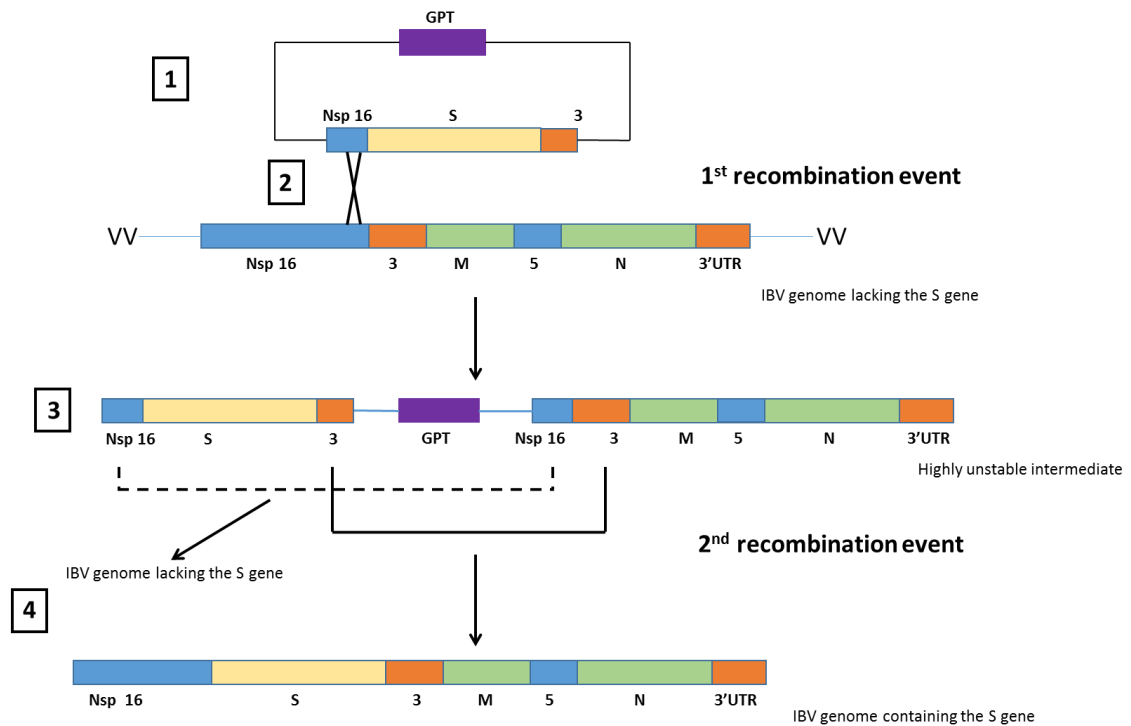 GPT
1
Nsp 16 S 3
2
1st recombination event
VV VV
Nsp 16 3 M 5 N 3'UTR
IBV genome lacking the S gene
3
Nsp 16 S 3 GPT Nsp 16 3 M 5 N 3'UTR
Highly unstable intermediate
2nd recombination event
IBV genome lacking the S gene
4
Nsp 16 S 3 M 5 N 3'UTR
IBV genome containing the S gene